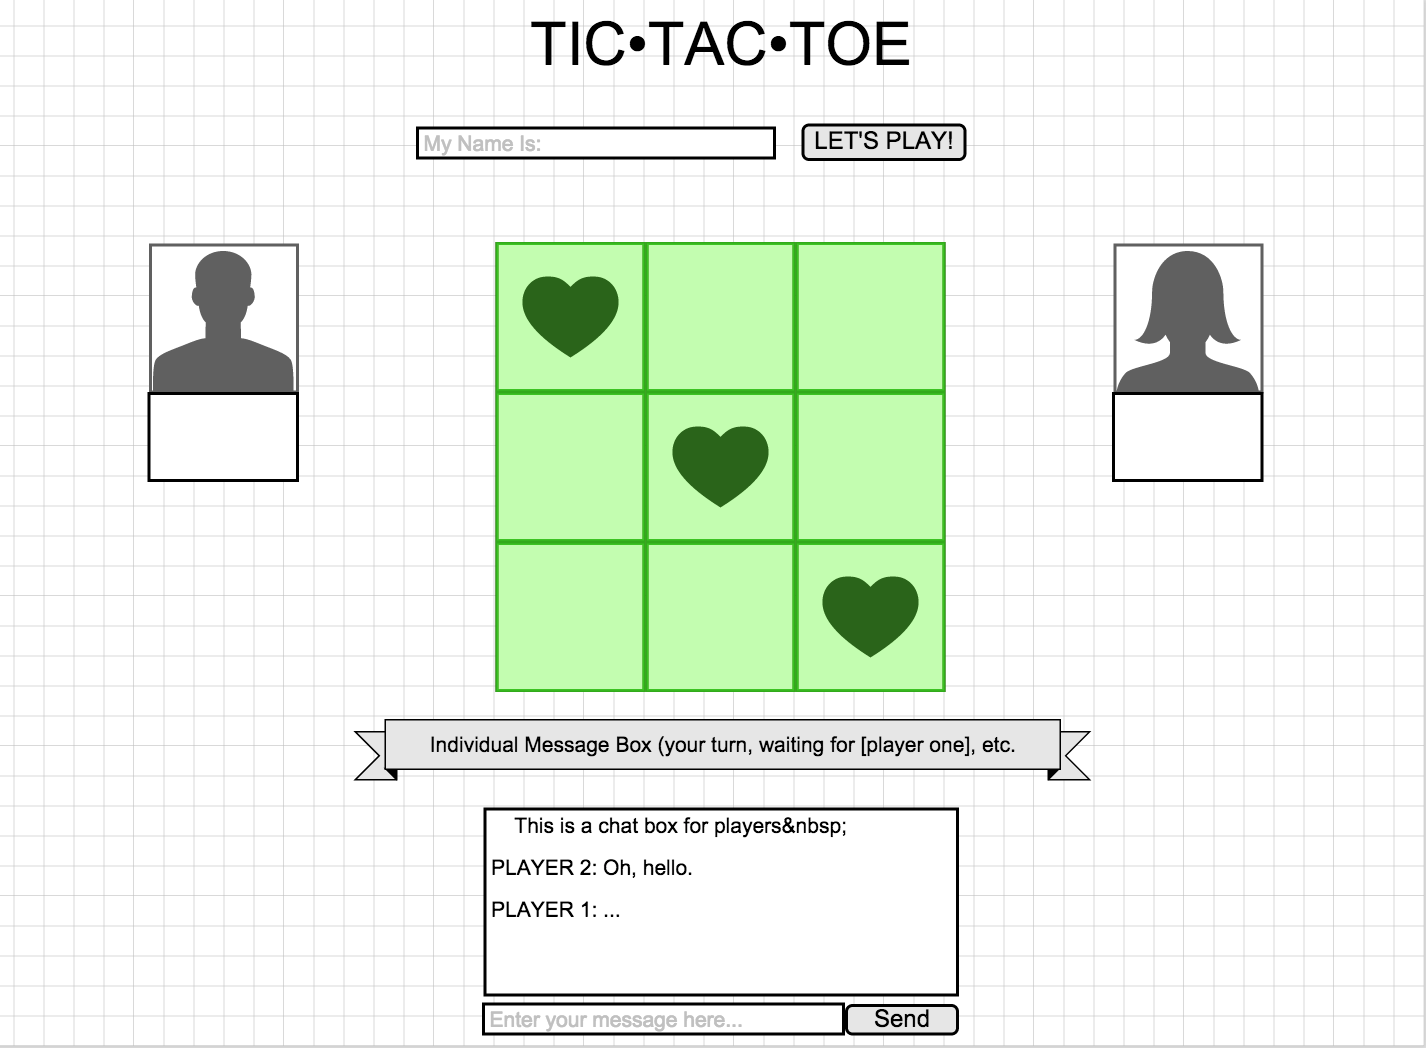 TIC•TAC•TOE
My Name Is:
LET'S PLAY!
Individual Message Box (your turn, waiting for [player one], etc.
This is a chat box for players&nbsp;
PLAYER 2: Oh, hello.
PLAYER 1: ...
Enter your message here...
Send